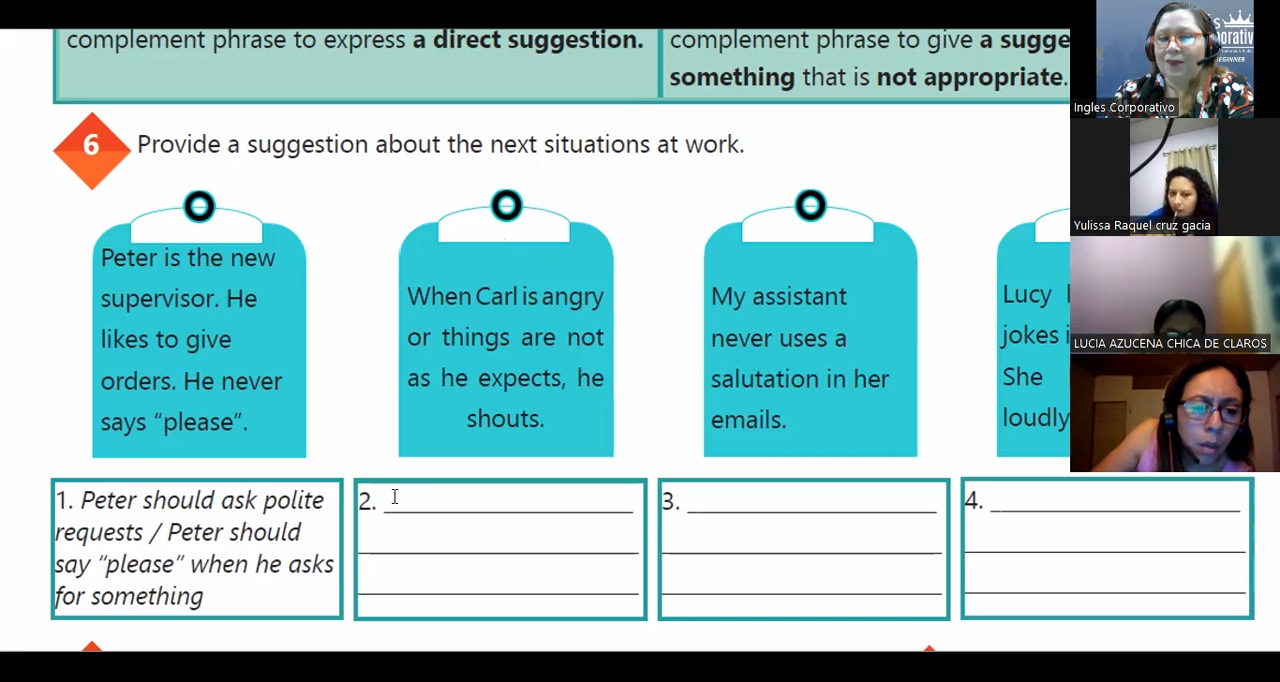 complement phrase to express a direct suggestion.
complement phrase to give a sugge
something that is not appropriate.
6
Provide a suggestion about the next situations at work.
Peter is the new
supervisor. He
likes to give
orders. He never
says “please”.
When Carl is angry
or things are not
as he expects, he
shouts.
My assistant
never uses a
salutation in her
emails.
Lucy
jokes i
She
loudly
1. Peter should ask polite
requests / Peter should
say “please” when he asks
for something
2.
3.
4.
Ingles Corporativo
Yulissa Raquel cruz gacia
LUCIA AZUCENA CHICA DE CLAROS